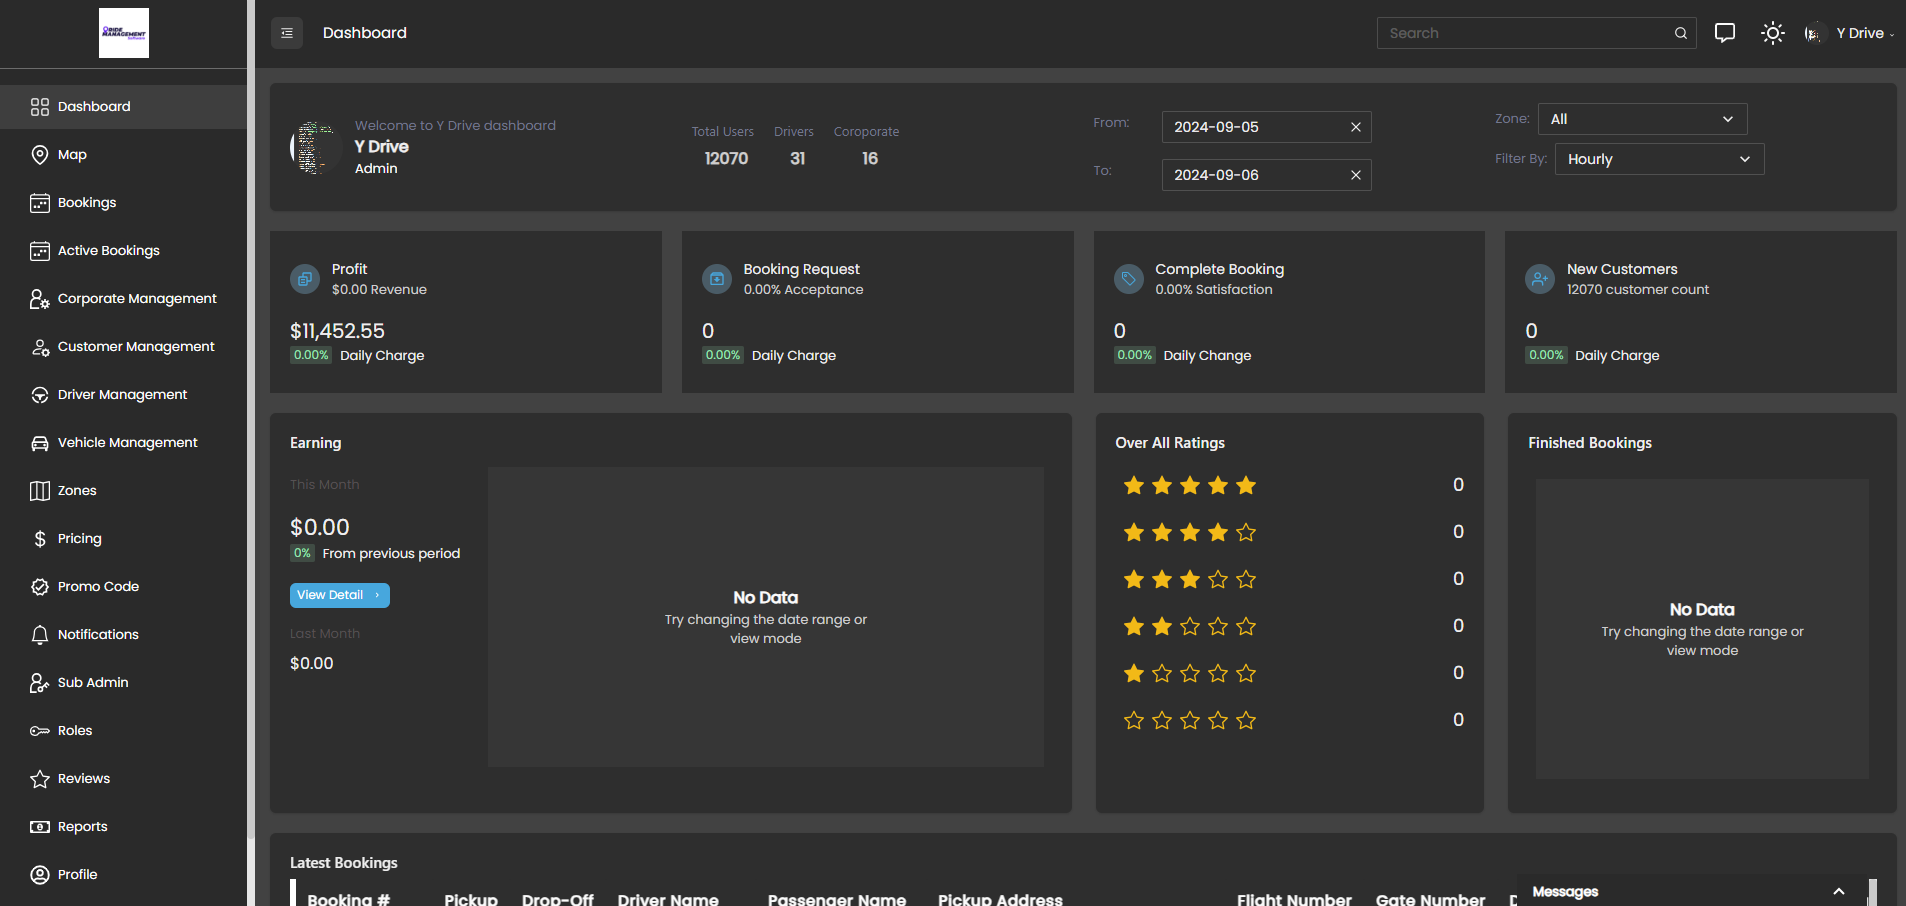 RIDE
MANAGEMENT
Software
Dashboard
Search
Y Drive
Dashboard
Map
Bookings
Active Bookings
Corporate Management
Customer Management
Driver Management
Vehicle Management
Zones
Pricing
Promo Code
Notifications
Sub Admin
Roles
Reviews
Reports
Profile
Welcome to Y Drive dashboard
Y Drive
Admin
Total Users Drivers Coroporate
12070 31 16
From: 2024-09-05
To: 2024-09-06
Zone: All
Filter By: Hourly
Profit
$0.00 Revenue
$11,452.55
0.00% Daily Charge
Booking Request
0.00% Acceptance
0
0.00% Daily Charge
Complete Booking
0.00% Satisfaction
0
0.00% Daily Change
New Customers
12070 customer count
0
0.00% Daily Charge
Earning
This Month
$0.00
0% From previous period
View Detail ›
Last Month
$0.00
No Data
Try changing the date range or
view mode
Over All Ratings
0
0
0
0
0
0
Finished Bookings
No Data
Try changing the date range or
view mode
Latest Bookings
Booking # Pickup Drop-Off Driver Name Passenger Name Pickup Address Flight Number Gate Number
Messages